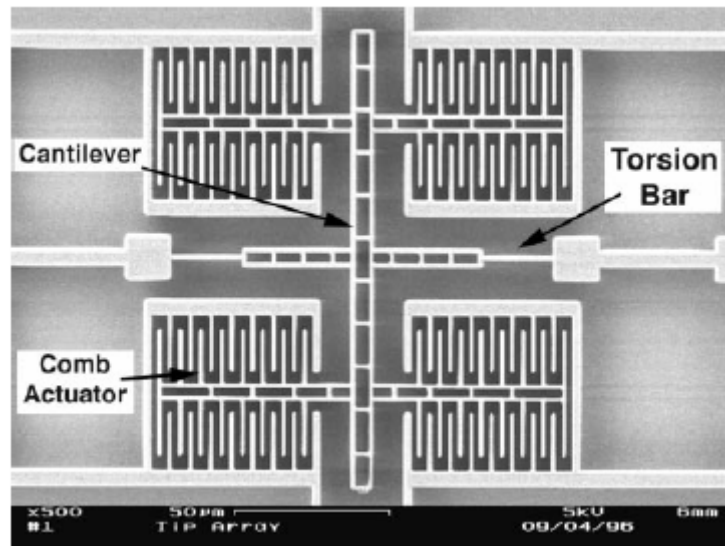 Cantilever
Torsion
Bar
Comb
Actuator
x500 50μm 5kV 6mm
#1 Tip Array 09/04/96